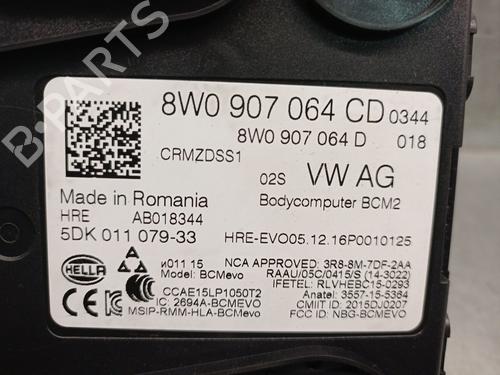 8W0 907 064 CD 0344
8W0 907 064 D 018
CRMZDSS1
02S VW AG
Made in Romania Bodycomputer BCM2
HRE AB018344
5DK 011 079-33 HRE-EVO05.12.16P0010125
HELLA
и011 15 NCA APPROVED: 3R8-8M-7DF-2AA
Model: BCMevo RAAU/05C/0415/S (14-3022)
CCAE15LP1050T2 IFETEL: RLVHEBC15-0293
IC: 2694A-BCMevo Anatel: 3557-15-5364
MSIP-RMM-HLA-BCMevo CMIIT ID: 2015DJ0207
FCC ID: NBG-BCMEVO
B-PARTS